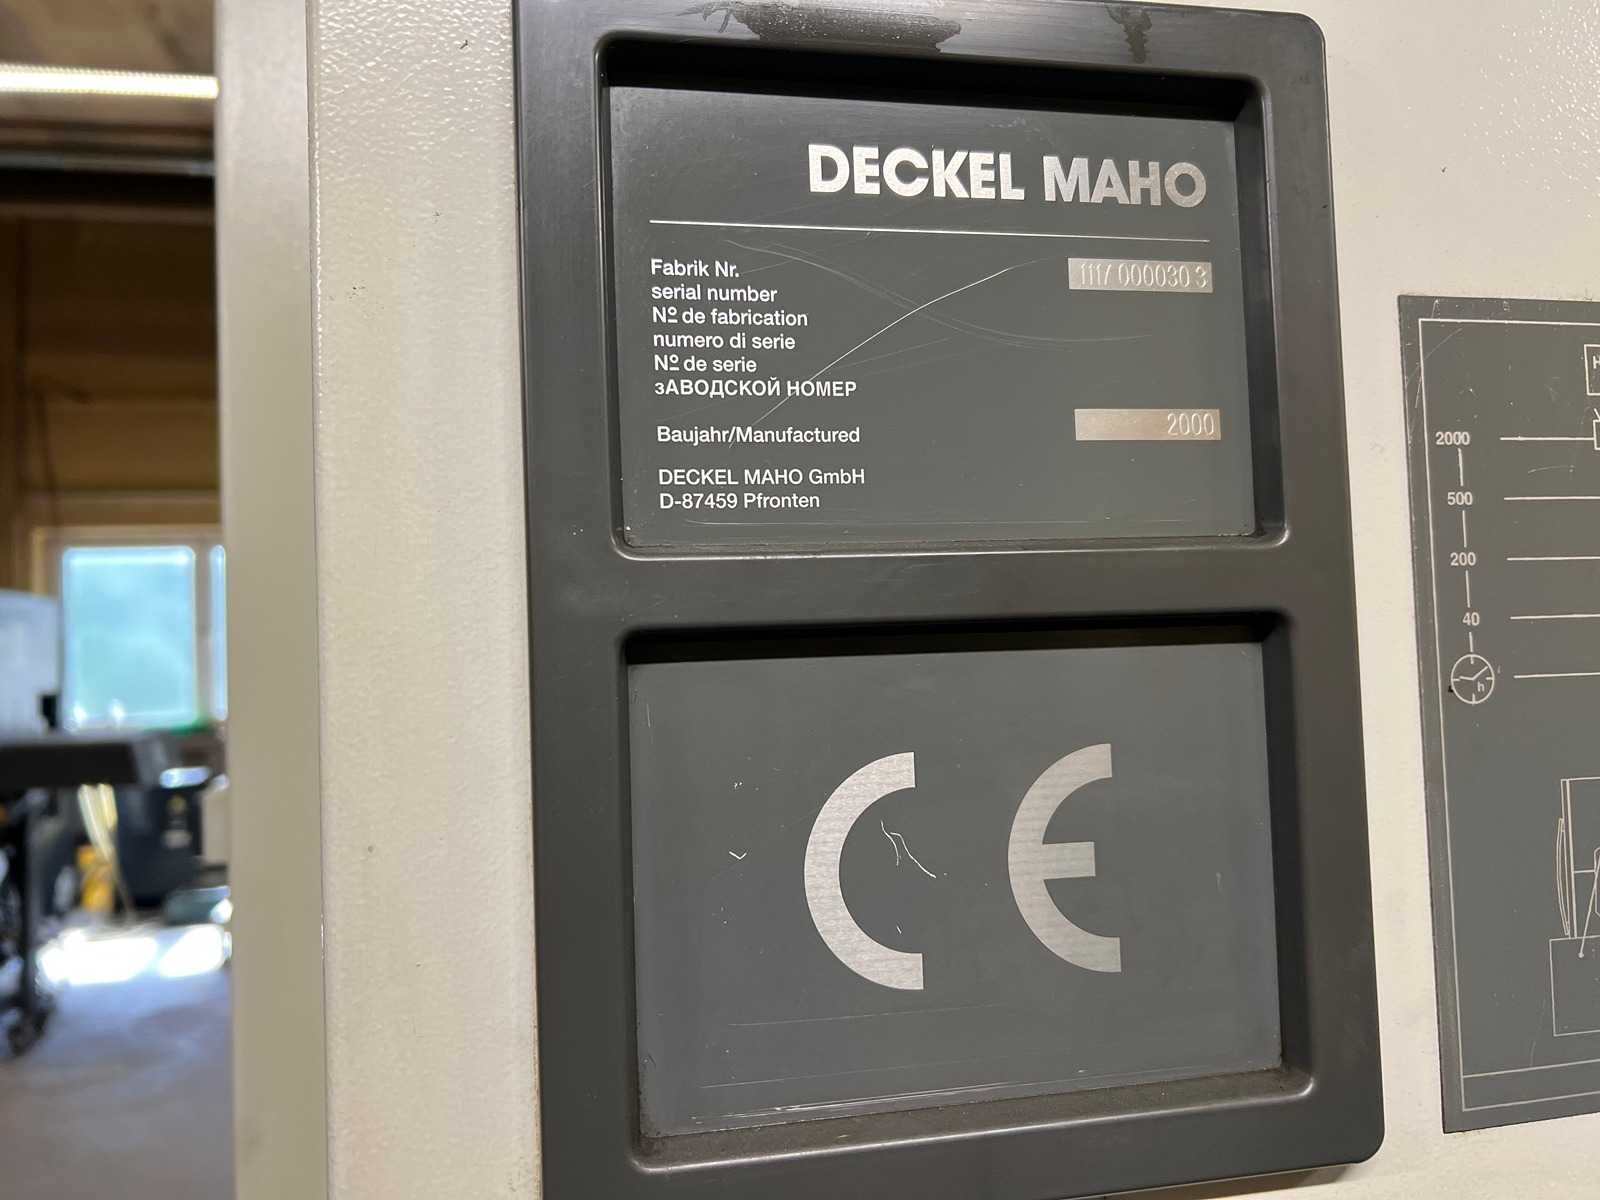 DECKEL MAHO
Fabrik Nr.
serial number
Nº de fabrication
numero di serie
Nº de serie
зАВОДСКОЙ НОМЕР
1117 000030 3
Baujahr/Manufactured
2000
DECKEL MAHO GmbH
D-87459 Pfronten
CE
2000
500
200
40
h
H